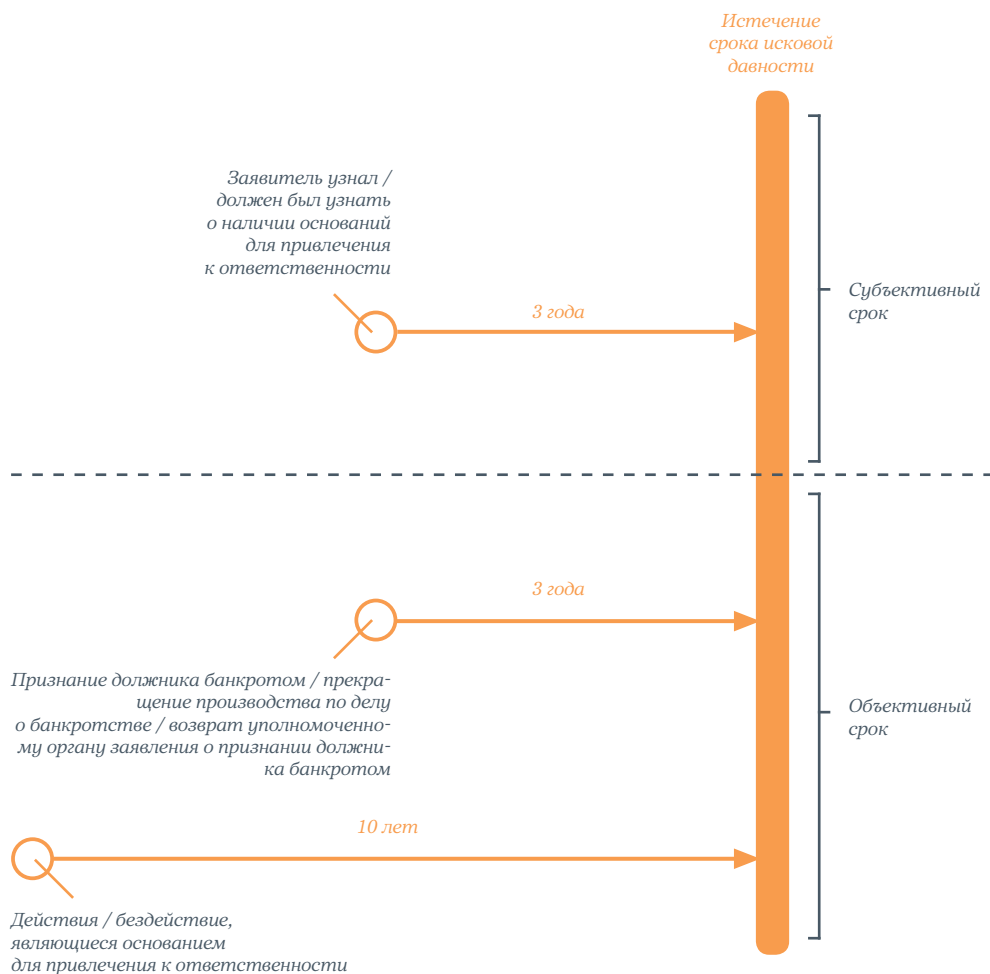 Истечение
срока исковой
давности
Заявитель узнал /
должен был узнать
о наличии оснований
для привлечения
к ответственности
3 года
Субъективный
срок
3 года
Признание должника банкротом / прекра-
щение производства по делу
о банкротстве / возврат уполномоченно-
му органу заявления о признании должни-
ка банкротом
Объективный
срок
10 лет
Действия / бездействие,
являющиеся основанием
для привлечения к ответственности